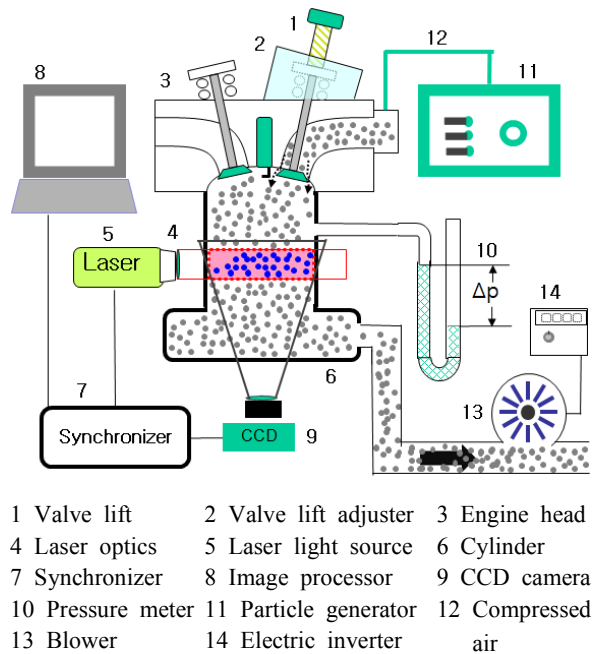 1
2
3
8
12
11
5
4
Laser
10
Δp
14
6
7
13
Synchronizer
CCD
9
1 Valve lift 2 Valve lift adjuster 3 Engine head
4 Laser optics 5 Laser light source 6 Cylinder
7 Synchronizer 8 Image processor 9 CCD camera
10 Pressure meter 11 Particle generator 12 Compressed
13 Blower 14 Electric inverter air